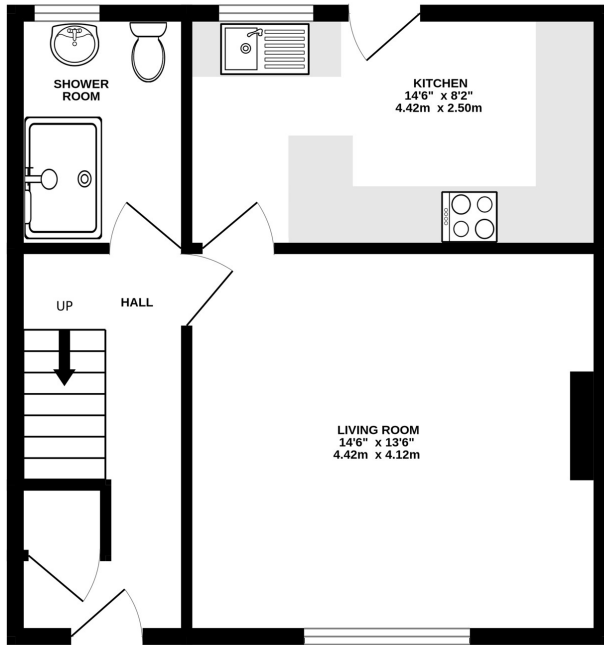 SHOWER
ROOM
KITCHEN
14'6" x 8'2"
4.42m x 2.50m
UP
HALL
LIVING ROOM
14'6" x 13'6"
4.42m x 4.12m